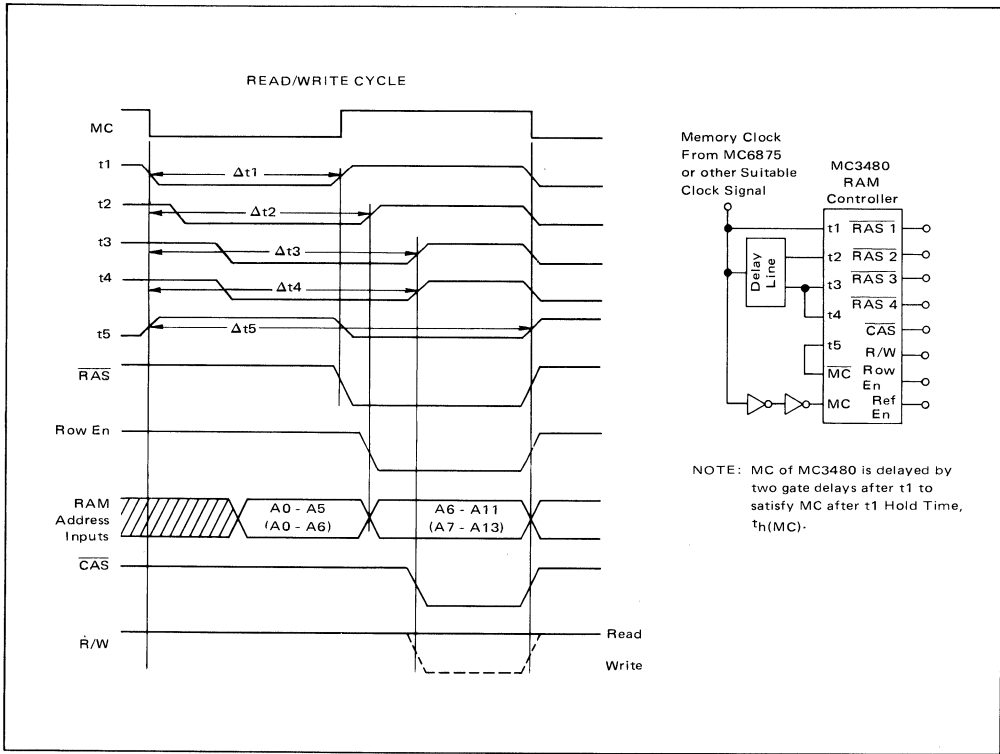 READ/WRITE CYCLE
MC
t1
Δt1
t2
Δt2
t3
Δt3
t4
Δt4
t5
Δt5
RAS
Row En
RAM
Address
Inputs
A0 - A5
(A0 - A6)
A6 - A11
(A7 - A13)
CAS
R/W
Read
Write
Memory Clock
From MC6875
or other Suitable
Clock Signal
MC3480
RAM
Controller
Delay
Line
t1 RAS 1
t2 RAS 2
t3 RAS 3
t4 RAS 4
CAS
t5
R/W
MC Row
En
MC Ref
En
NOTE: MC of MC3480 is delayed by
two gate delays after t1 to
satisfy MC after t1 Hold Time,
th(MC).